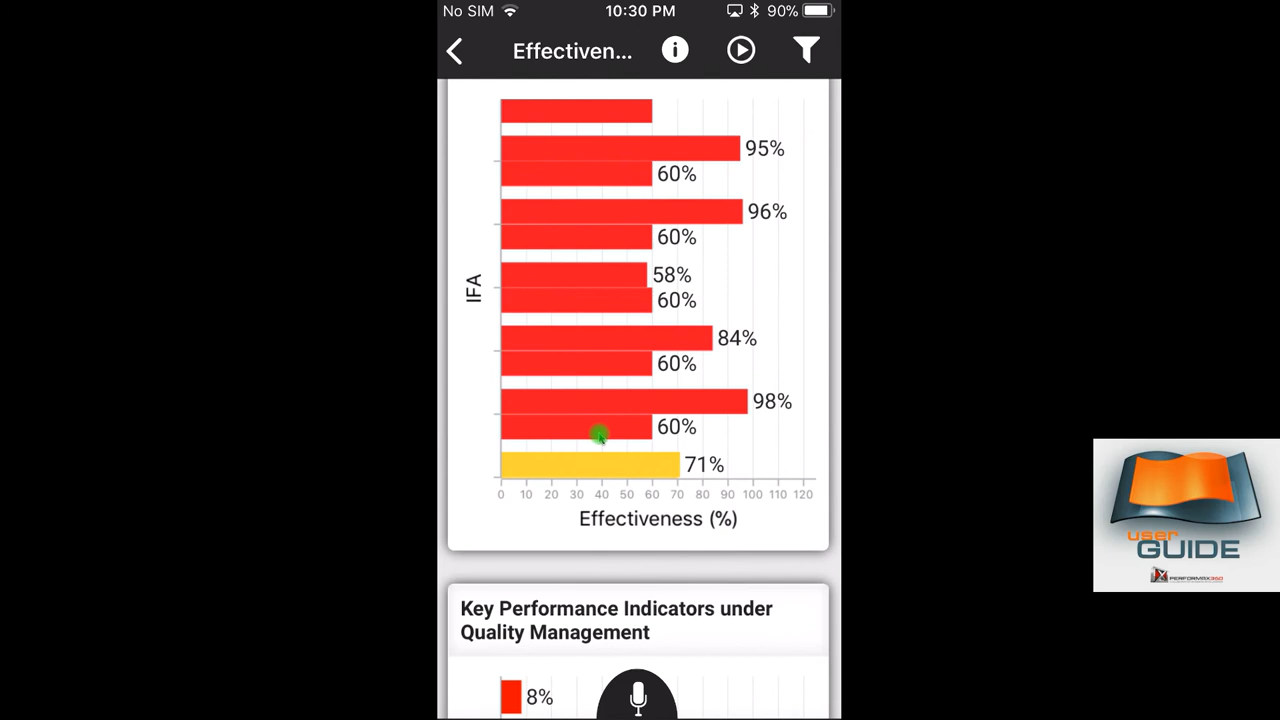 No SIM 10:30 PM 90%
Effectiven...
95%
60%
96%
60%
IFA
58%
60%
84%
60%
98%
60%
71%
0 10 20 30 40 50 60 70 80 90 100 110 120
Effectiveness (%)
Key Performance Indicators under
Quality Management
8%
user
GUIDE
PERFORMAX360